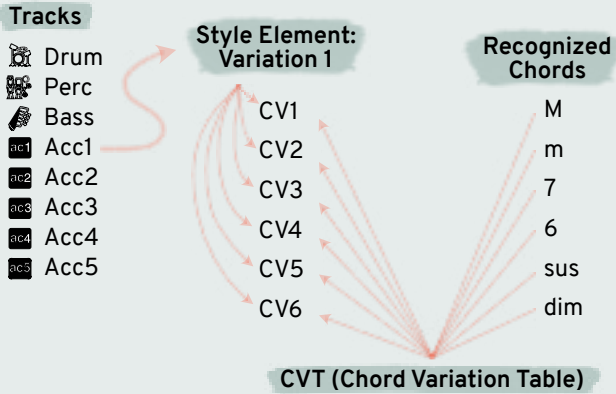 Tracks
Drum
Perc
Bass
ac1 Acc1
ac2 Acc2
ac3 Acc3
ac4 Acc4
ac5 Acc5
Style Element:
Variation 1
CV1
CV2
CV3
CV4
CV5
CV6
Recognized
Chords
M
m
7
6
sus
dim
CVT (Chord Variation Table)